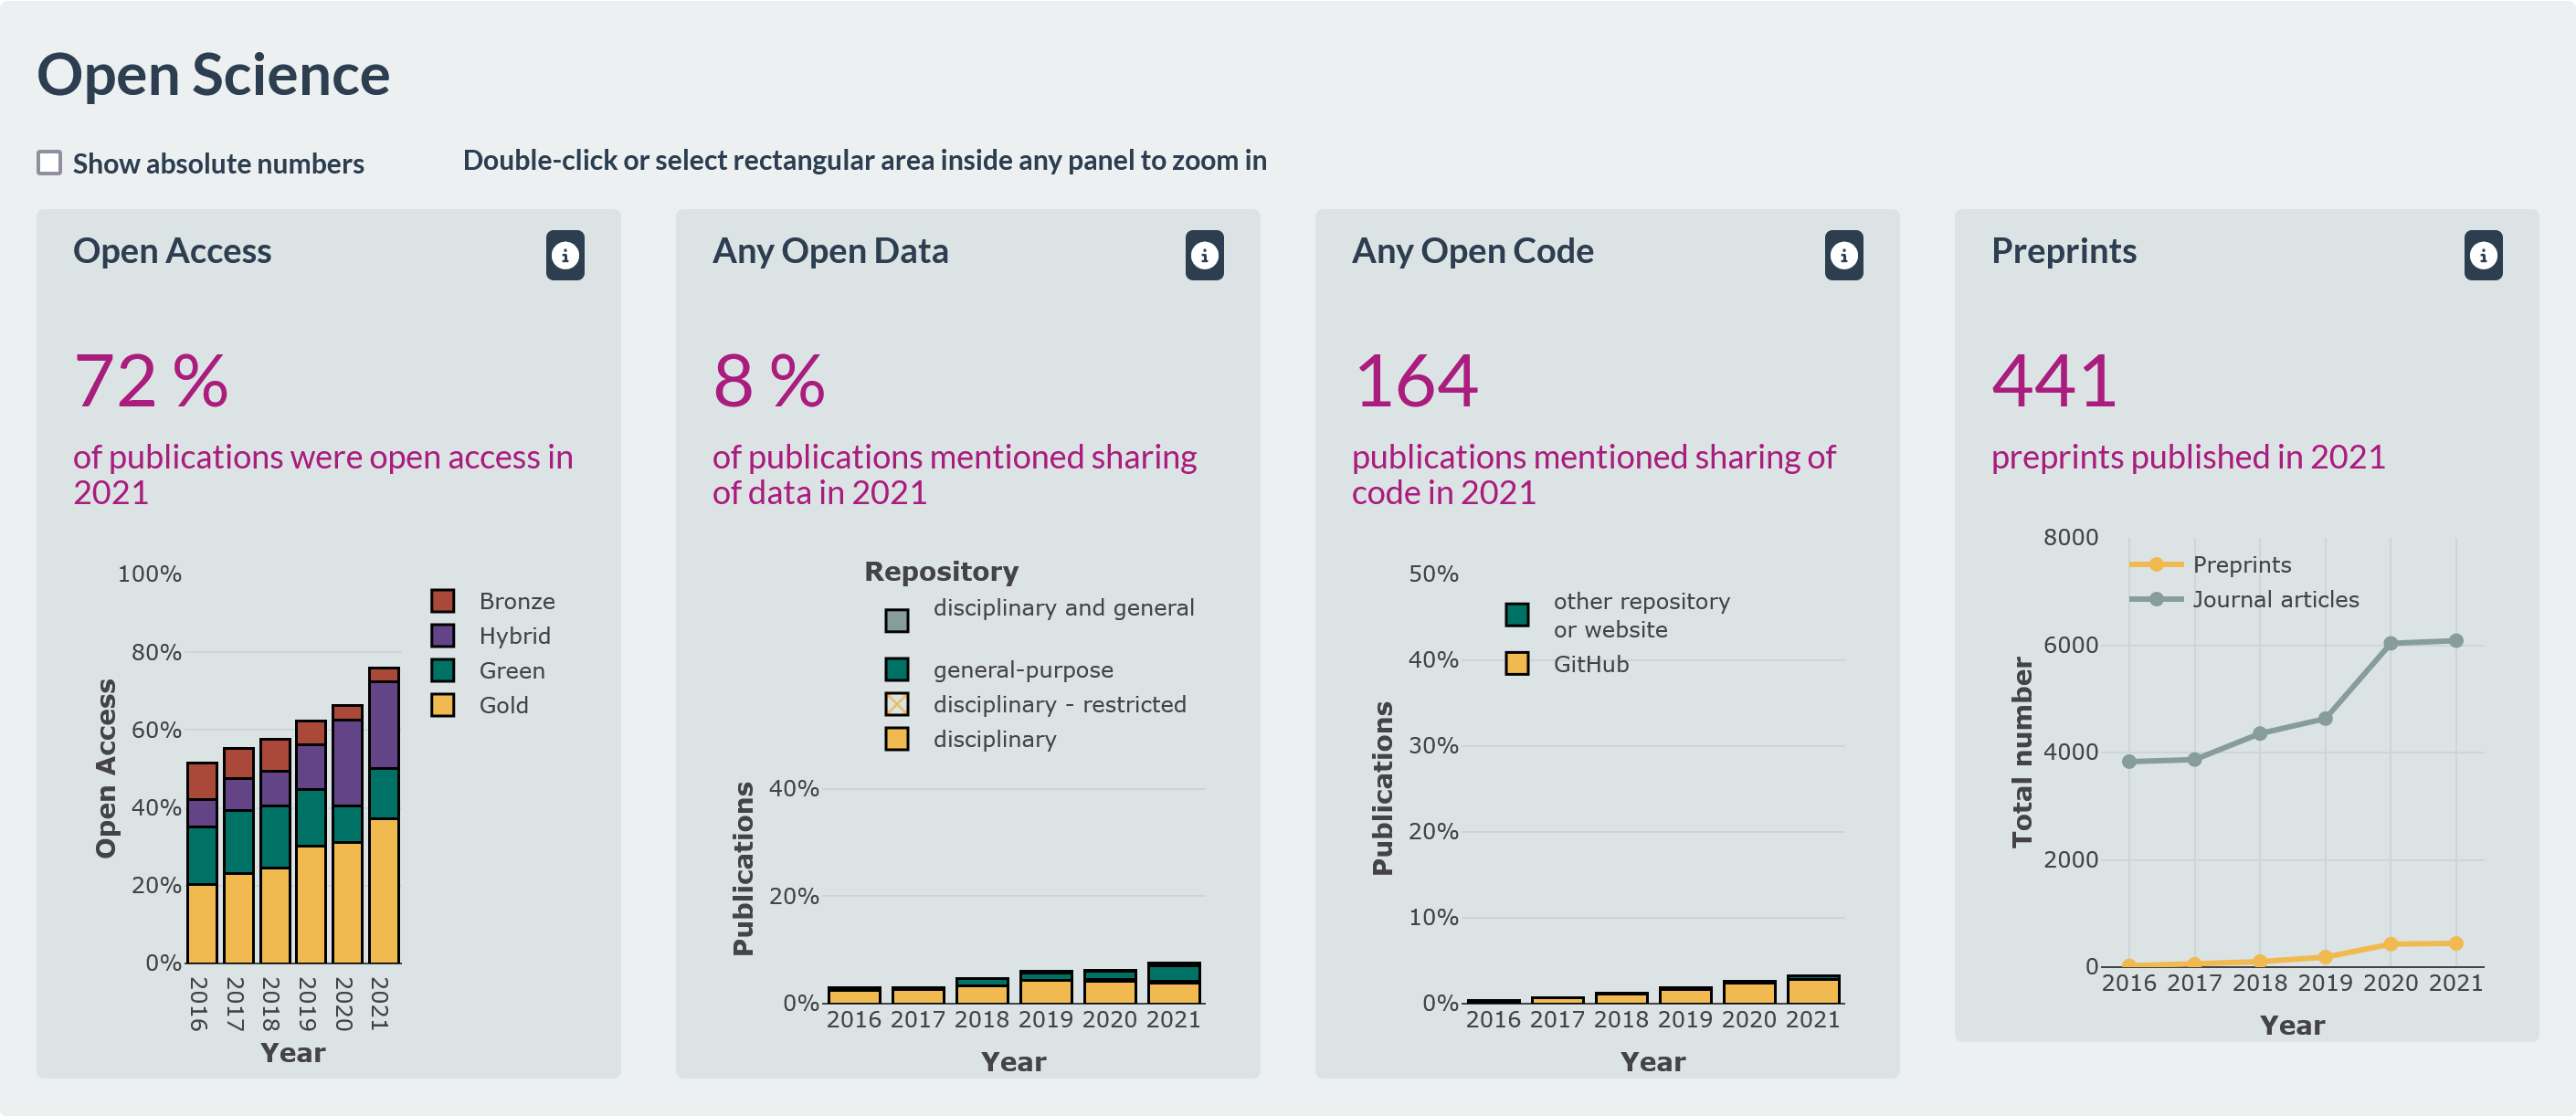 Open Science
Show absolute numbers
Double-click or select rectangular area inside any panel to zoom in
Open Access
i
72 %
of publications were open access in
2021
100%
80%
60%
40%
20%
0%
Open Access
Bronze
Hybrid
Green
Gold
2016
2017
2018
2019
2020
2021
Year
Any Open Data
i
8 %
of publications mentioned sharing
of data in 2021
Repository
disciplinary and general
general-purpose
disciplinary - restricted
disciplinary
Publications
40%
20%
0%
2016 2017 2018 2019 2020 2021
Year
Any Open Code
i
164
publications mentioned sharing of
code in 2021
50%
other repository
or website
GitHub
40%
30%
20%
10%
0%
Publications
2016 2017 2018 2019 2020 2021
Year
Preprints
i
441
preprints published in 2021
8000
Preprints
Journal articles
6000
4000
2000
0
Total number
2016 2017 2018 2019 2020 2021
Year